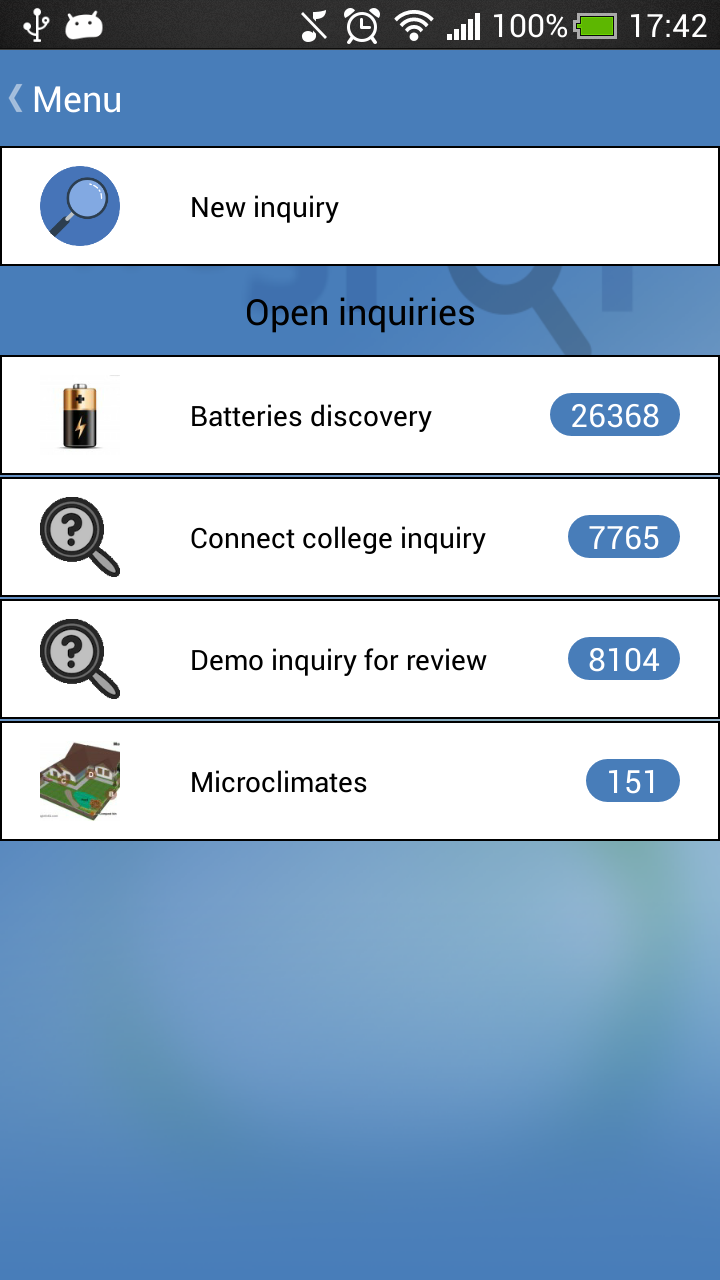 100% 17:42
Menu
New inquiry
Open inquiries
Batteries discovery 26368
Connect college inquiry 7765
Demo inquiry for review 8104
Microclimates 151